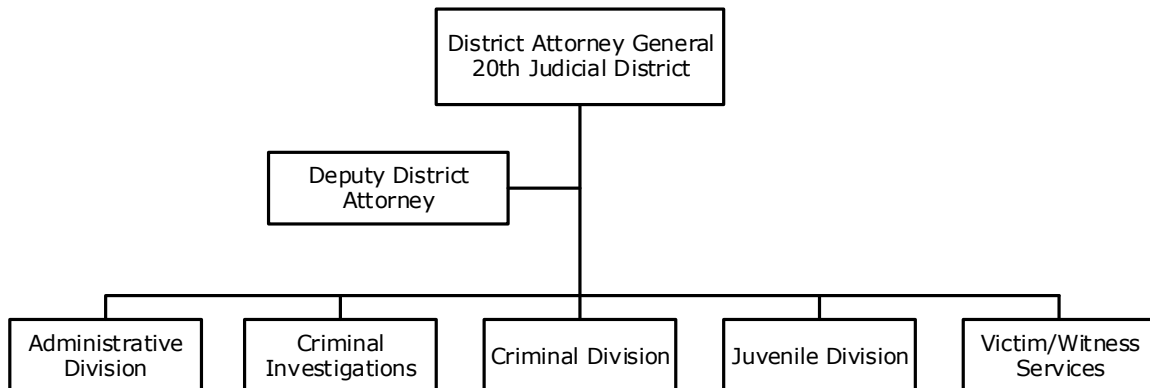 District Attorney General
20th Judicial District
Deputy District
Attorney
Administrative
Division
Criminal
Investigations
Criminal Division
Juvenile Division
Victim/Witness
Services